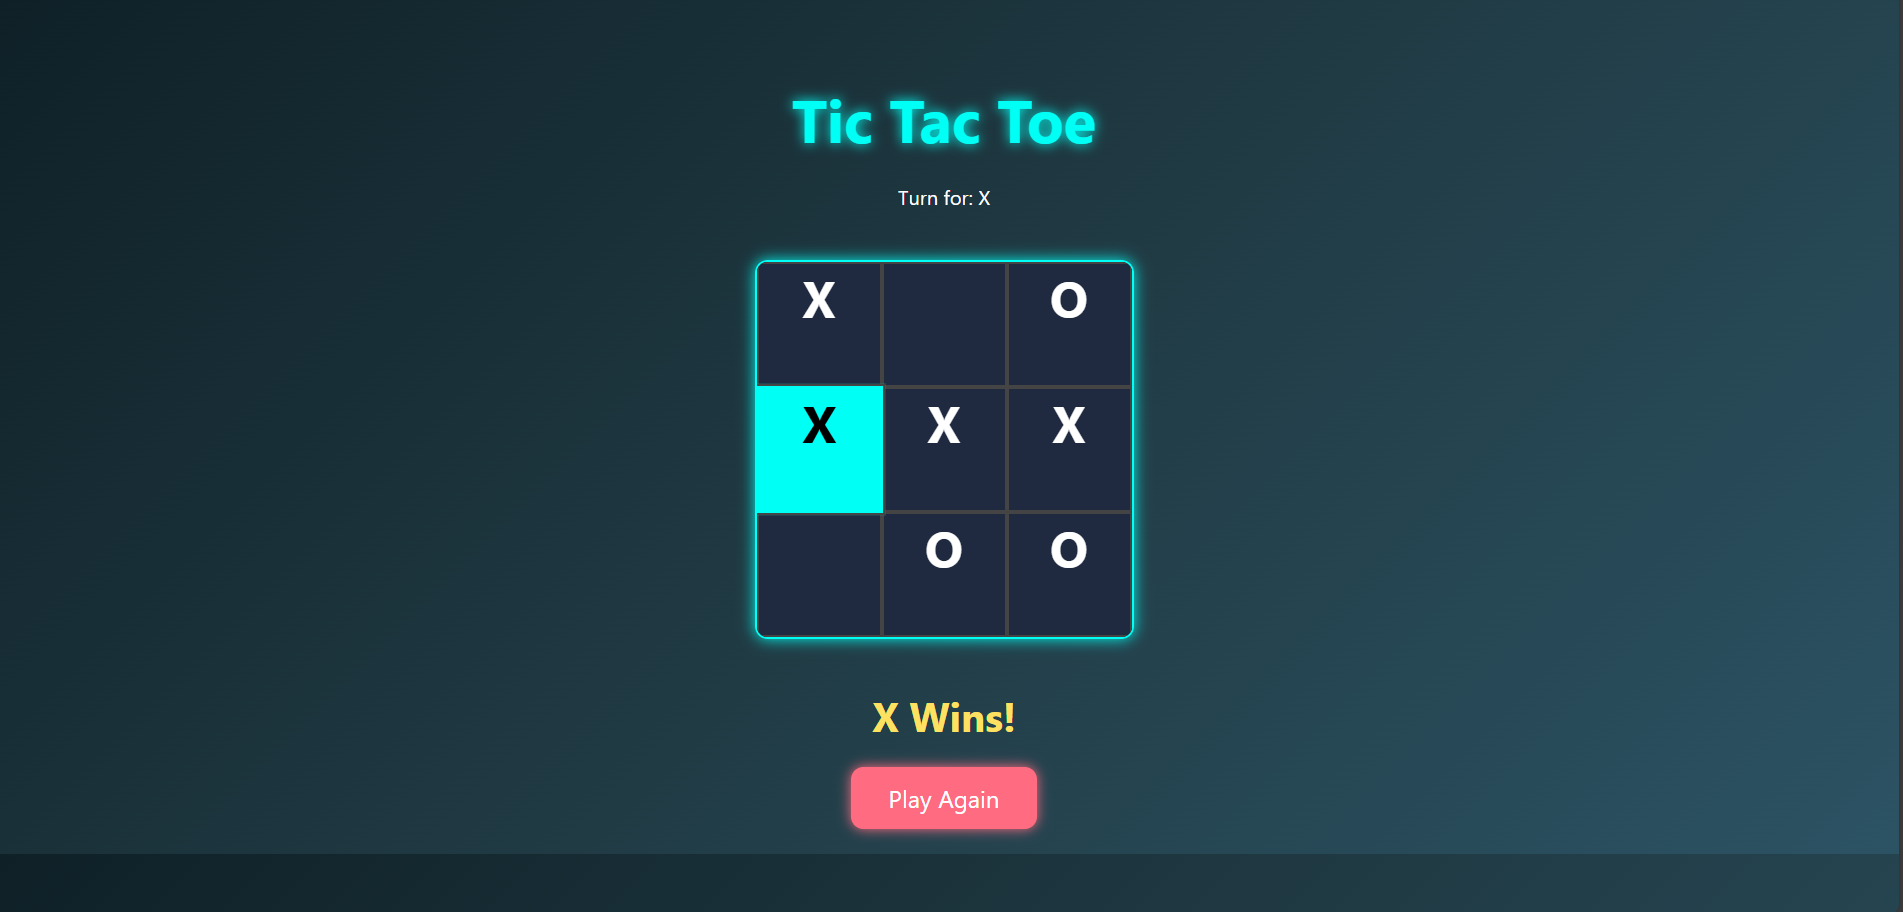 Tic Tac Toe
Turn for: X
X O
X X X
O O
X Wins!
Play Again